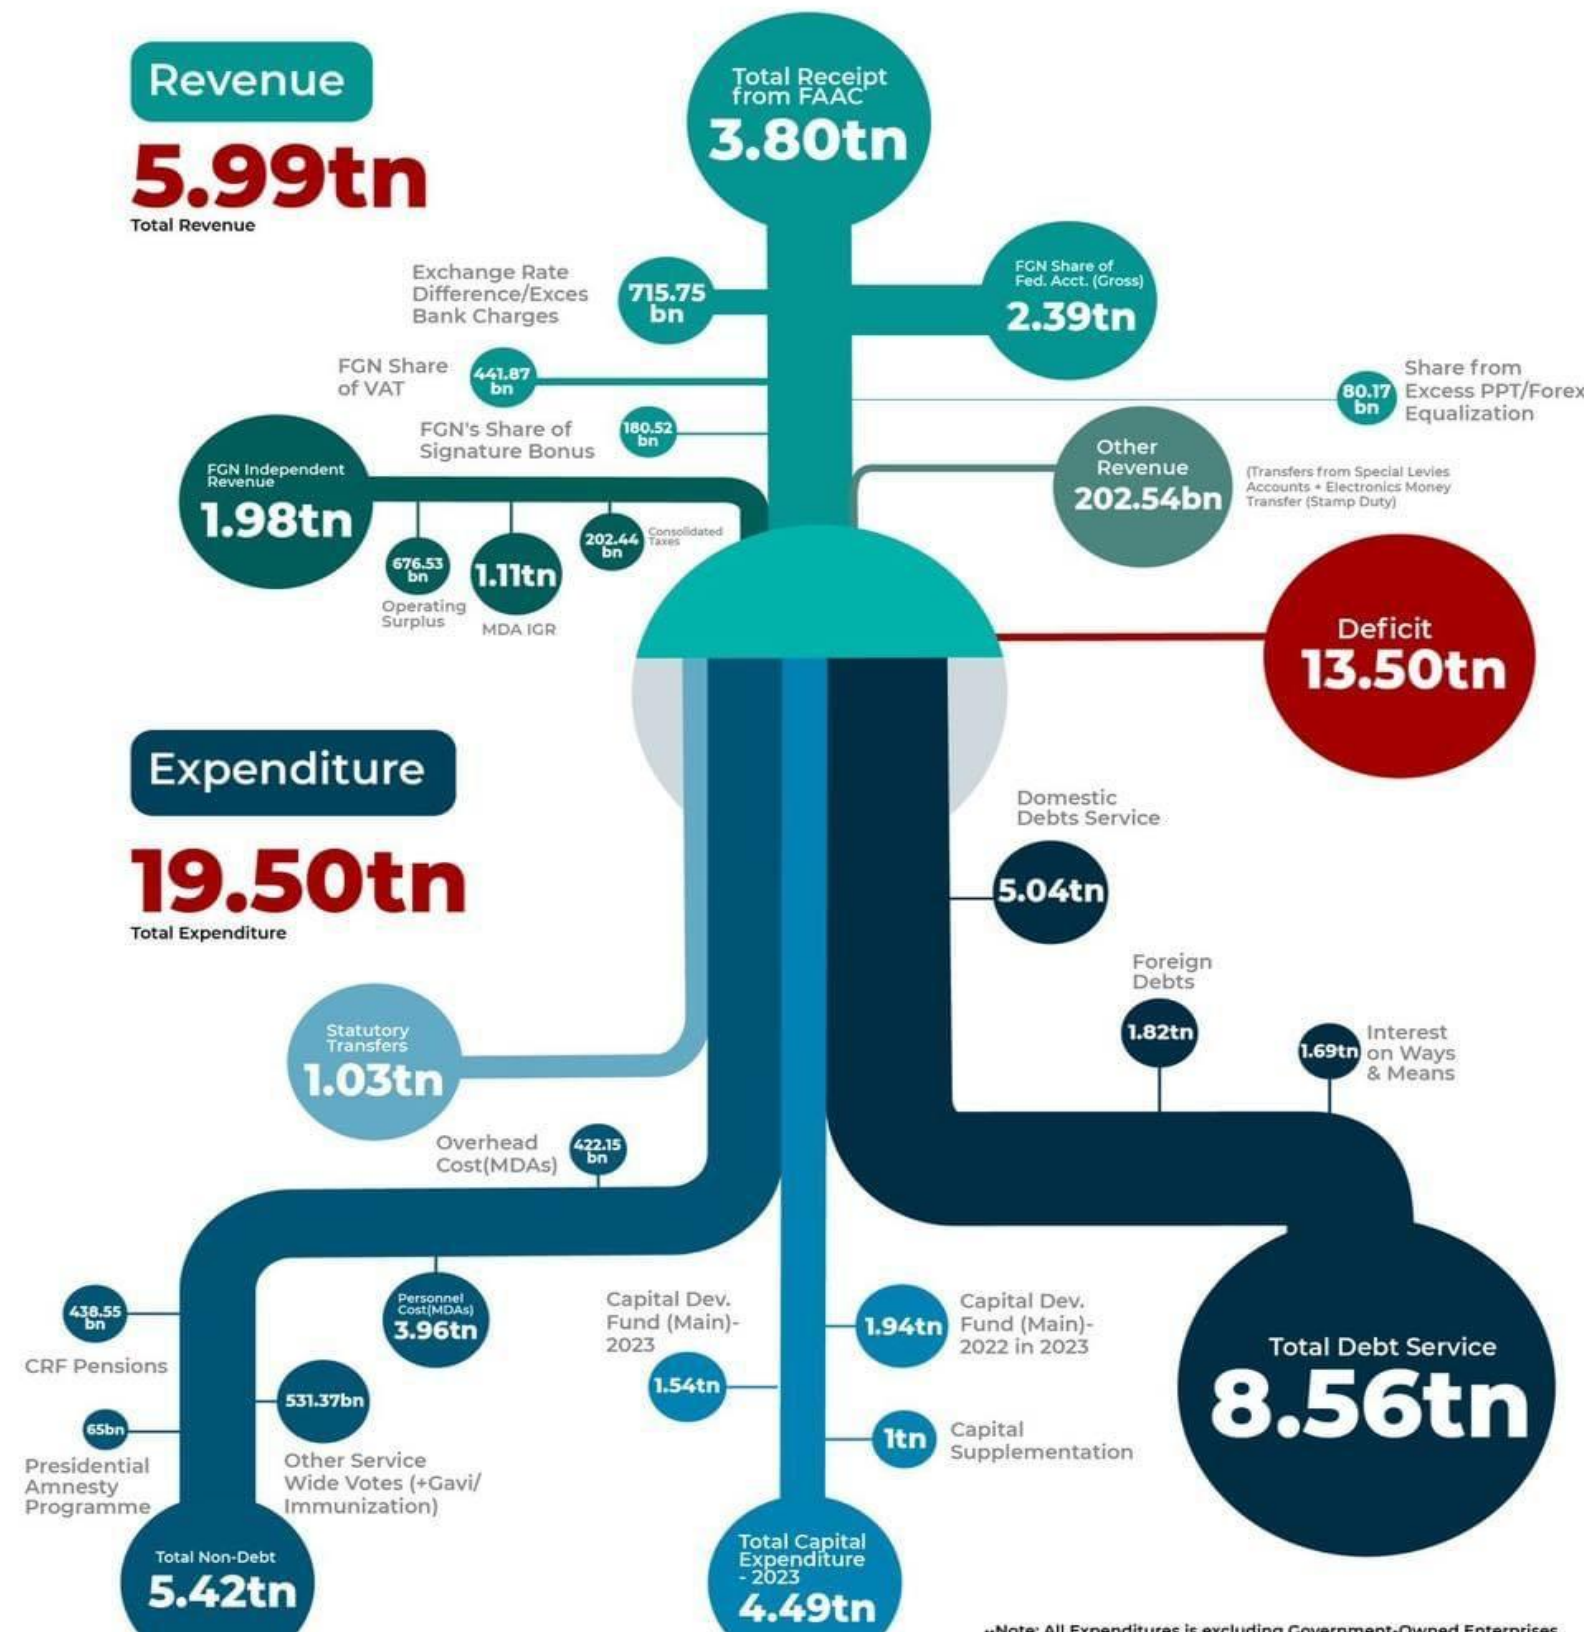 Revenue
5.99tn
Total Revenue
Total Receipt
from FAAC
3.80tn
Exchange Rate
Difference/Exces
Bank Charges
715.75
bn
FGN Share of
Fed. Acct. (Gross)
2.39tn
FGN Share
of VAT
441.87
bn
80.17
bn
Share from
Excess PPT/Forex
Equalization
FGN's Share of
Signature Bonus
180.52
bn
FGN Independent
Revenue
1.98tn
Other
Revenue
202.54bn
(Transfers from Special Levies
Accounts + Electronics Money
Transfer (Stamp Duty)
676.53
bn
Operating
Surplus
1.11tn
MDA IGR
202.44
bn
Consolidated
Taxes
Deficit
13.50tn
Expenditure
19.50tn
Total Expenditure
Domestic
Debts Service
5.04tn
Foreign
Debts
1.82tn
1.69tn
Interest
on Ways
& Means
Statutory
Transfers
1.03tn
Overhead
Cost(MDAs)
422.15
bn
438.55
bn
CRF Pensions
Personnel
Cost(MDAs)
3.96tn
65bn
Presidential
Amnesty
Programme
531.37bn
Other Service
Wide Votes (+Gavi/
Immunization)
Capital Dev.
Fund (Main)-
2023
1.54tn
1.94tn
Capital Dev.
Fund (Main)-
2022 in 2023
1tn
Capital
Supplementation
Total Debt Service
8.56tn
Total Non-Debt
5.42tn
Total Capital
Expenditure
- 2023
4.49tn
--Note: All Expenditures is excluding Government-Owned Enterprises